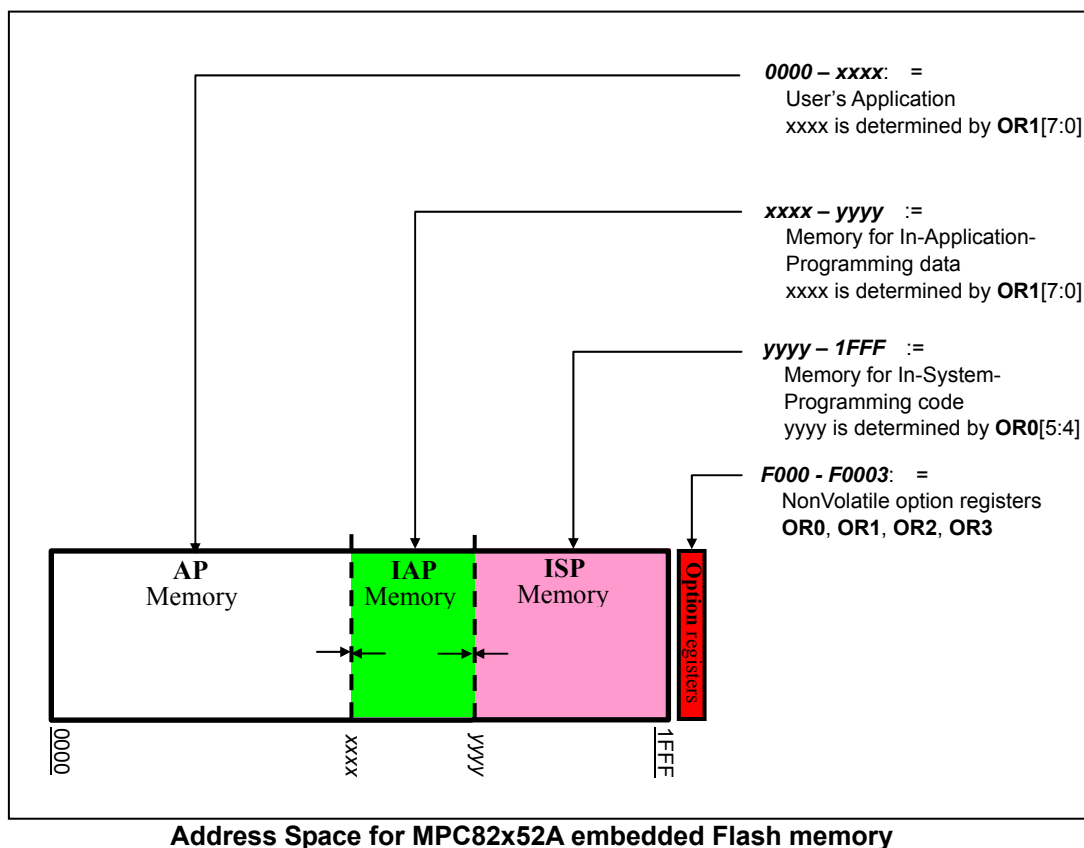 0000 – xxxx:   =
User's Application
xxxx is determined by OR1[7:0]
xxxx – yyyy   :=
Memory for In-Application-
Programming data
xxxx is determined by OR1[7:0]
yyyy – 1FFF   :=
Memory for In-System-
Programming code
yyyy is determined by OR0[5:4]
F000 - F0003:   =
NonVolatile option registers
OR0, OR1, OR2, OR3
AP
Memory
IAP
Memory
ISP
Memory
Option
registers
0000
xxxx
yyyy
1FFF
Address Space for MPC82x52A embedded Flash memory